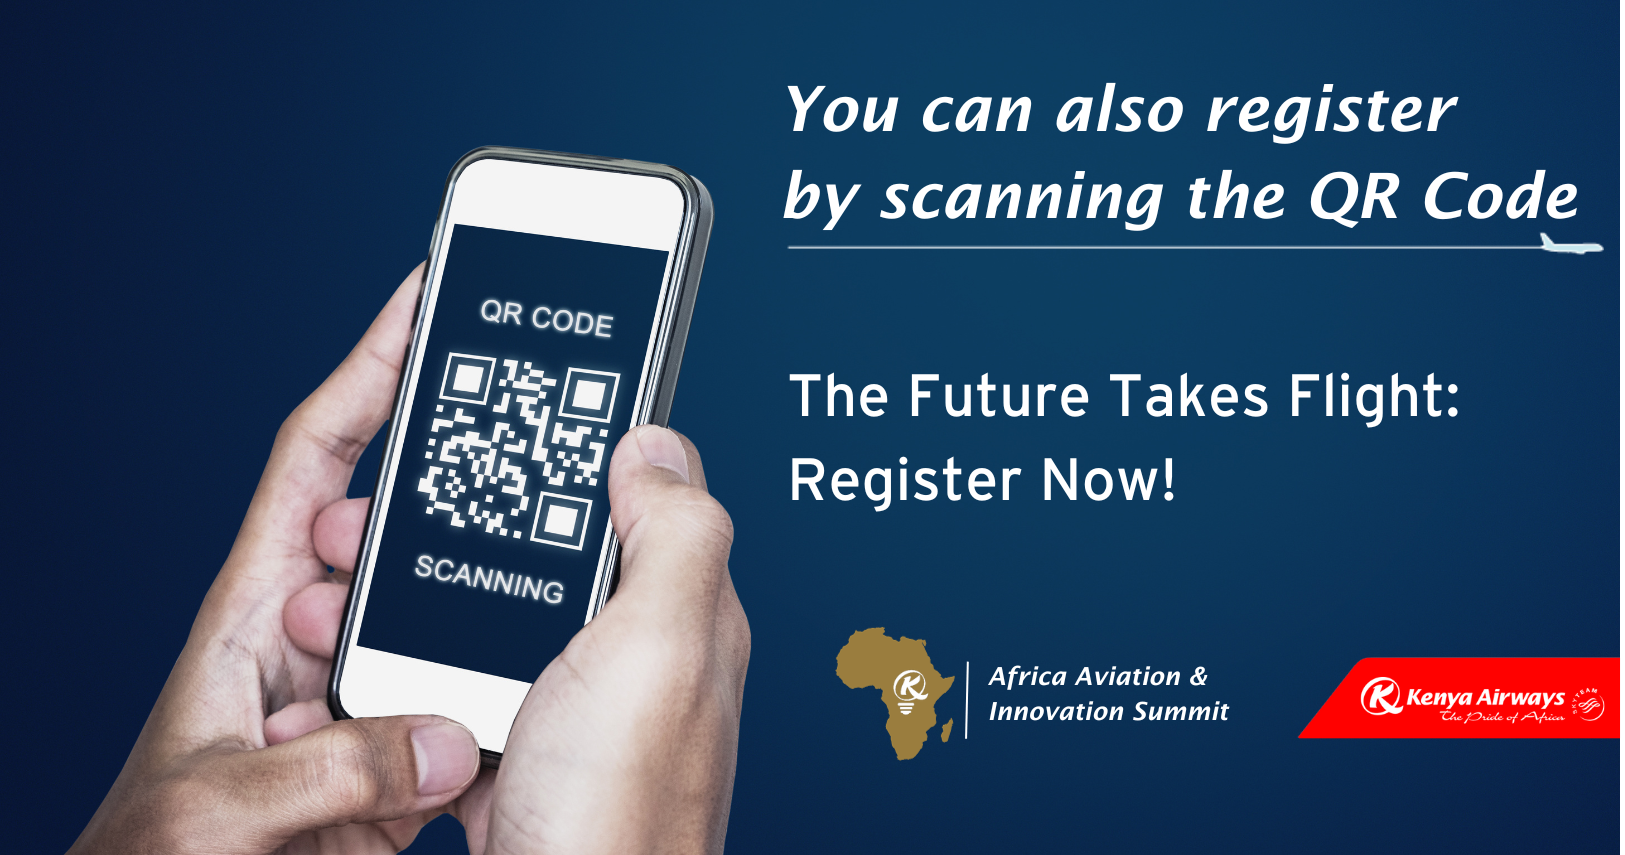 You can also register
by scanning the QR Code
QR CODE
SCANNING
The Future Takes Flight:
Register Now!
Africa Aviation &
Innovation Summit
Kenya Airways
The Pride of Africa
SKYTEAM